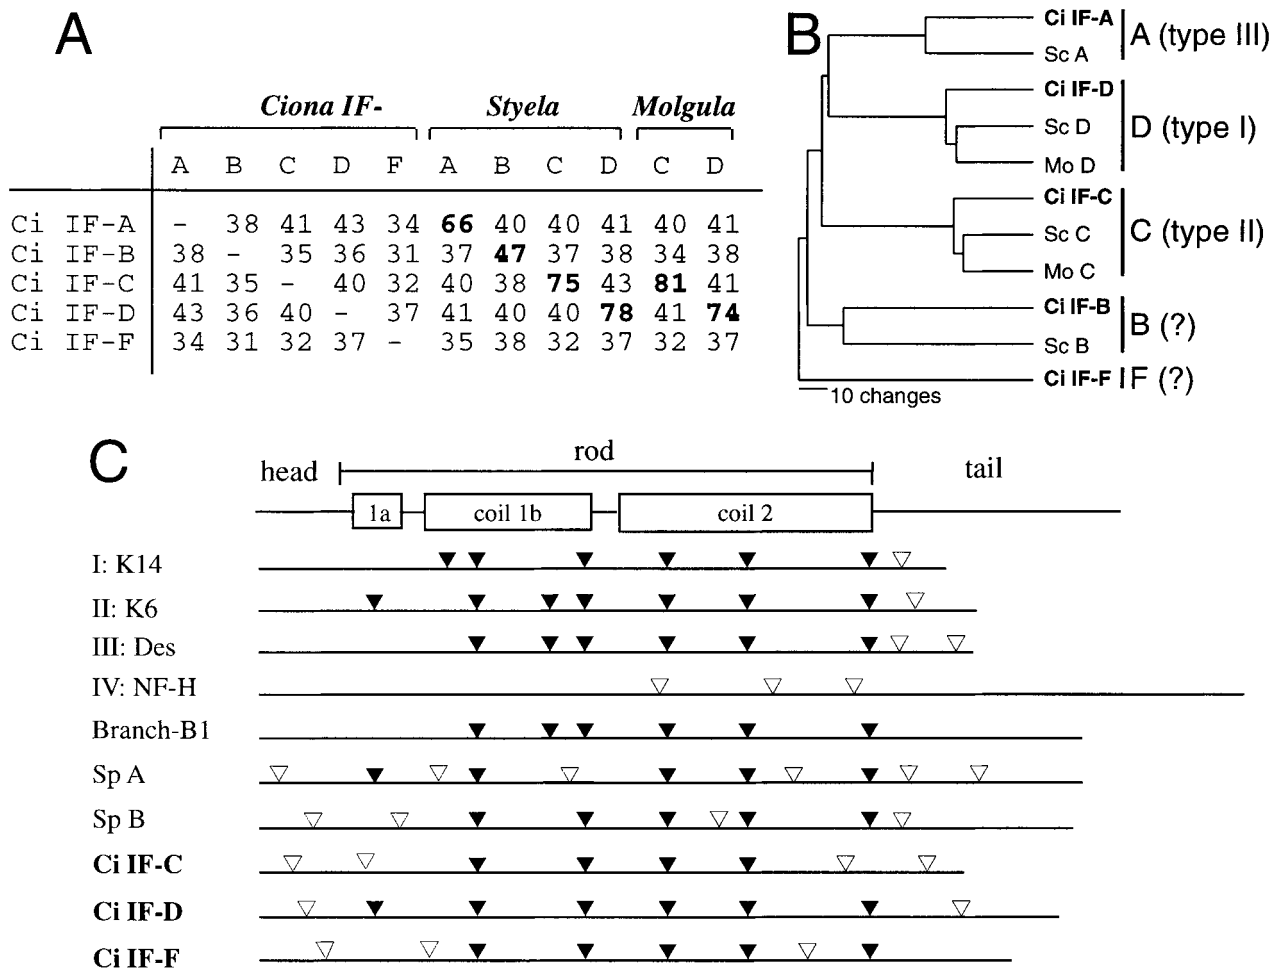 A
Ciona IF- Styela Molgula
A B C D F A B C D C D
Ci IF-A - 38 41 43 34 66 40 40 41 40 41
Ci IF-B 38 - 35 36 31 37 47 37 38 34 38
Ci IF-C 41 35 - 40 32 40 38 75 43 81 41
Ci IF-D 43 36 40 - 37 41 40 40 78 41 74
Ci IF-F 34 31 32 37 - 35 38 32 37 32 37
B
Ci IF-A
Sc A
A (type III)
Ci IF-D
Sc D
Mo D
D (type I)
Ci IF-C
Sc C
Mo C
C (type II)
Ci IF-B
Sc B
B (?)
Ci IF-F
F (?)
10 changes
C
head rod tail
1a coil 1b coil 2
I: K14
II: K6
III: Des
IV: NF-H
Branch-B1
Sp A
Sp B
Ci IF-C
Ci IF-D
Ci IF-F